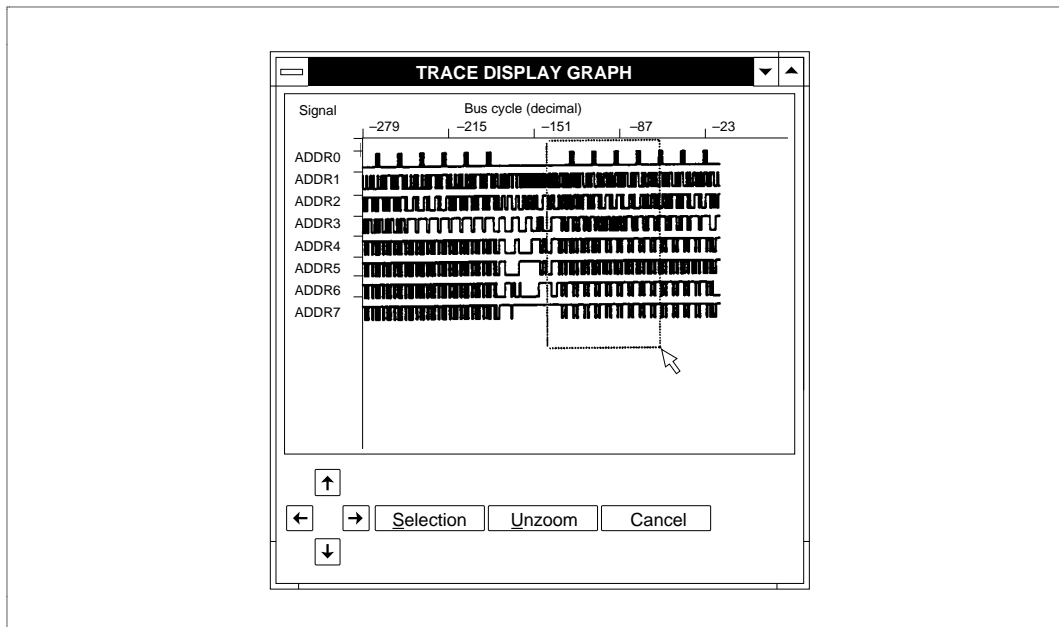 TRACE DISPLAY GRAPH
Signal Bus cycle (decimal)
–279 –215 –151 –87 –23
ADDR0
ADDR1
ADDR2
ADDR3
ADDR4
ADDR5
ADDR6
ADDR7
Selection Unzoom Cancel